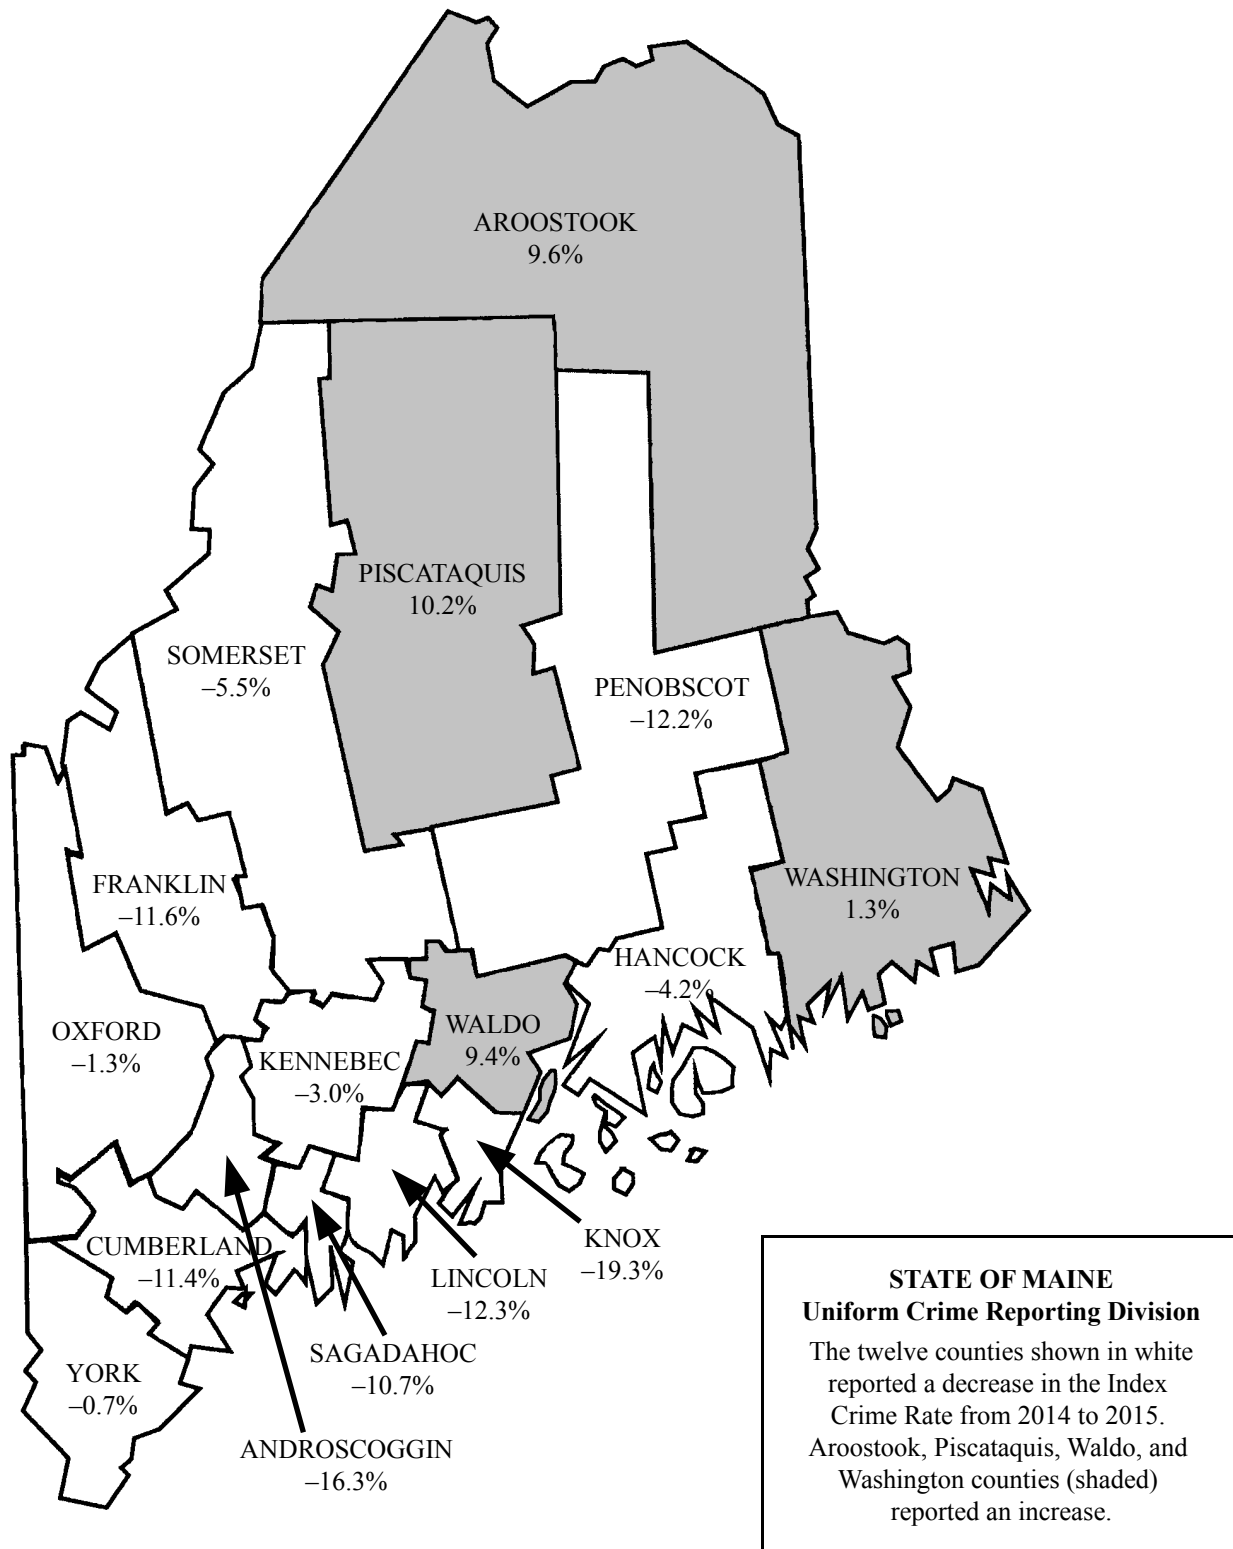 AROOSTOOK
9.6%
PISCATAQUIS
10.2%
SOMERSET
–5.5%
PENOBSCOT
–12.2%
FRANKLIN
–11.6%
WASHINGTON
1.3%
HANCOCK
–4.2%
OXFORD
–1.3%
WALDO
9.4%
KENNEBEC
–3.0%
KNOX
–19.3%
CUMBERLAND
–11.4%
LINCOLN
–12.3%
SAGADAHOC
–10.7%
YORK
–0.7%
ANDROSCOGGIN
–16.3%
STATE OF MAINE
Uniform Crime Reporting Division
The twelve counties shown in white
reported a decrease in the Index
Crime Rate from 2014 to 2015.
Aroostook, Piscataquis, Waldo, and
Washington counties (shaded)
reported an increase.